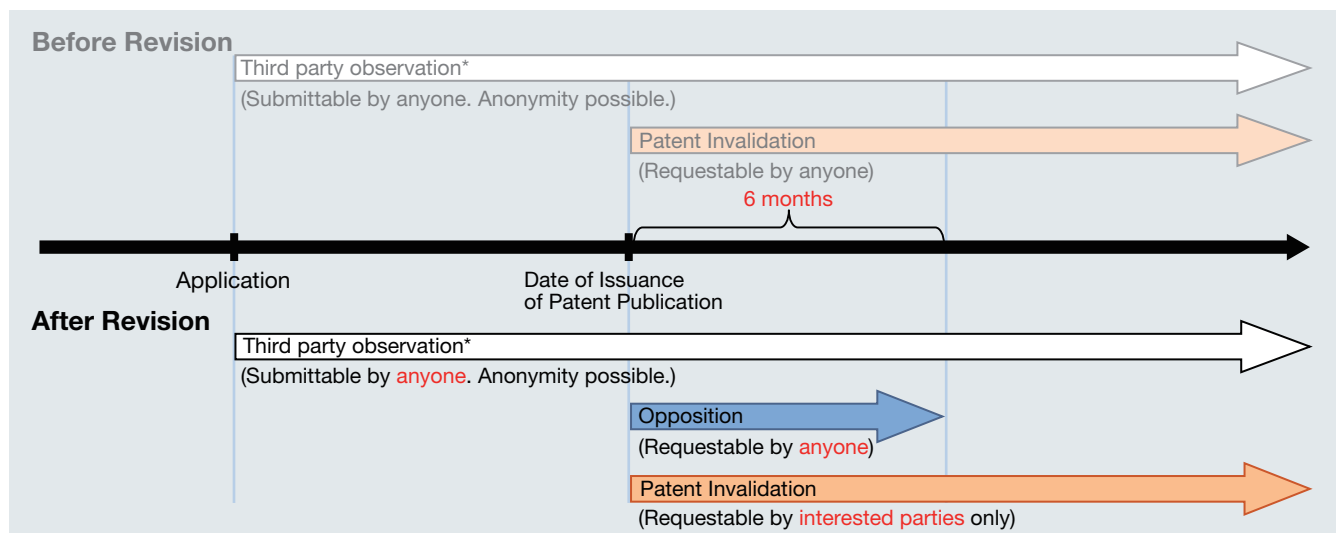 Before Revision
Third party observation*
(Submittable by anyone. Anonymity possible.)
Patent Invalidation
(Requestable by anyone)
6 months
Application
Date of Issuance
of Patent Publication
After Revision
Third party observation*
(Submittable by anyone. Anonymity possible.)
Opposition
(Requestable by anyone)
Patent Invalidation
(Requestable by interested parties only)